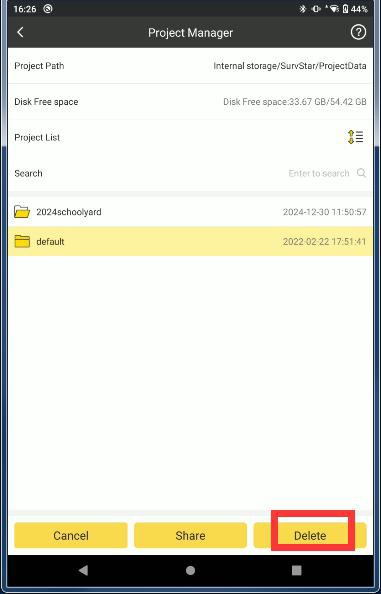 16:26 44%
Project Manager
Project Path Internal storage/SurvStar/ProjectData
Disk Free space Disk Free space:33.67 GB/54.42 GB
Project List
Search Enter to search
2024schoolyard 2024-12-30 11:50:57
default 2022-02-22 17:51:41
Cancel Share Delete